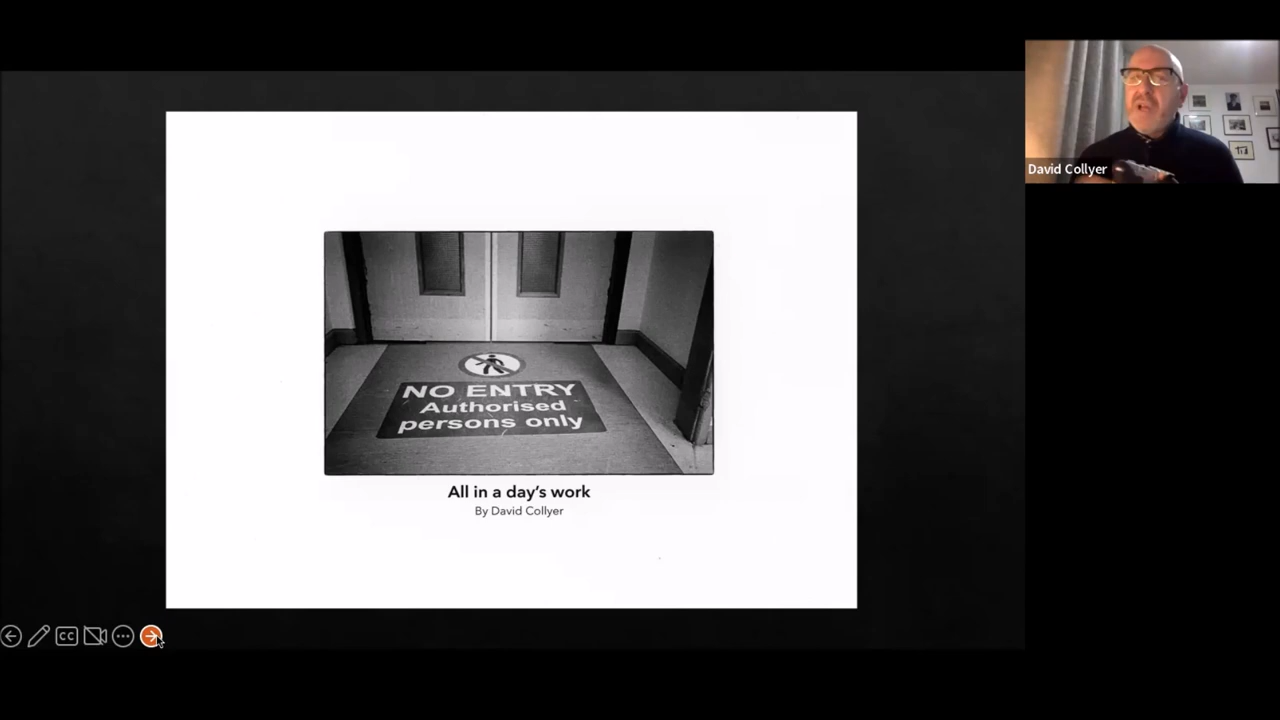 NO ENTRY
Authorised
persons only
All in a day's work
By David Collyer
David Collyer
CC